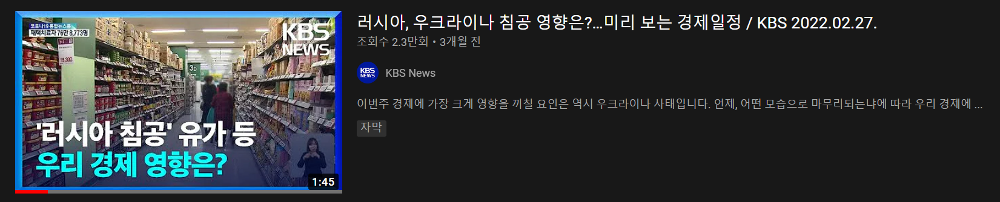 코로나19 통합뉴스룸
재택치료자 76만 8,773명
KBS
NEWS
15,300
3D
'러시아 침공' 유가 등
우리 경제 영향은?
1:45
러시아, 우크라이나 침공 영향은?…미리 보는 경제일정 / KBS 2022.02.27.
조회수 2.3만회 • 3개월 전
KBS
NEWS
KBS News
이번주 경제에 가장 크게 영향을 끼칠 요인은 역시 우크라이나 사태입니다. 언제, 어떤 모습으로 마무리되는냐에 따라 우리 경제에 ...
자막